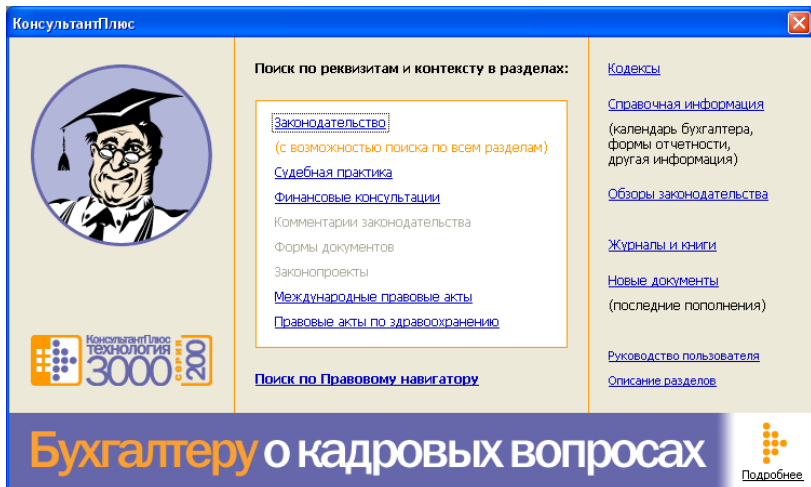 КонсультантПлюс
Поиск по реквизитам и контексту в разделах:
Законодательство
(с возможностью поиска по всем разделам)
Судебная практика
Финансовые консультации
Комментарии законодательства
Формы документов
Законопроекты
Международные правовые акты
Правовые акты по здравоохранению
Поиск по Правовому навигатору
Кодексы
Справочная информация
(календарь бухгалтера,
формы отчетности,
другая информация)
Обзоры законодательства
Журналы и книги
Новые документы
(последние пополнения)
Руководство пользователя
Описание разделов
КонсультантПлюс
ТЕХНОЛОГИЯ
3000
серия
200
Бухгалтеру о кадровых вопросах
Подробнее